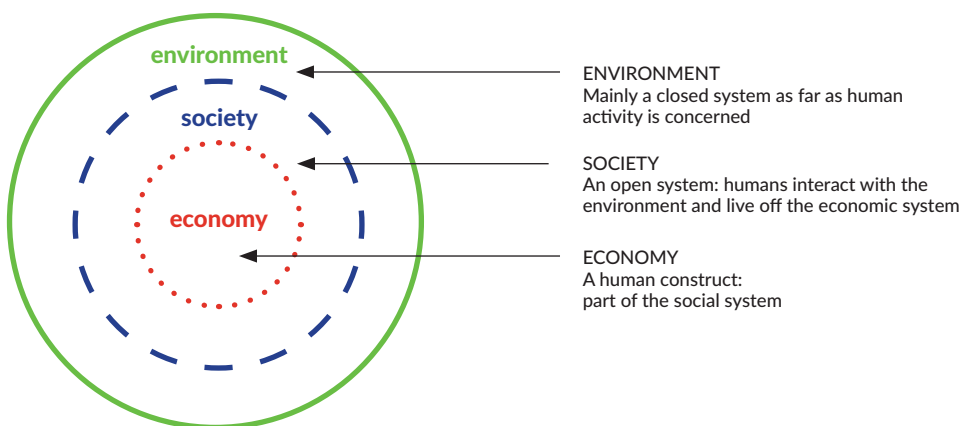 environment
society
economy
ENVIRONMENT
Mainly a closed system as far as human
activity is concerned
SOCIETY
An open system: humans interact with the
environment and live off the economic system
ECONOMY
A human construct:
part of the social system